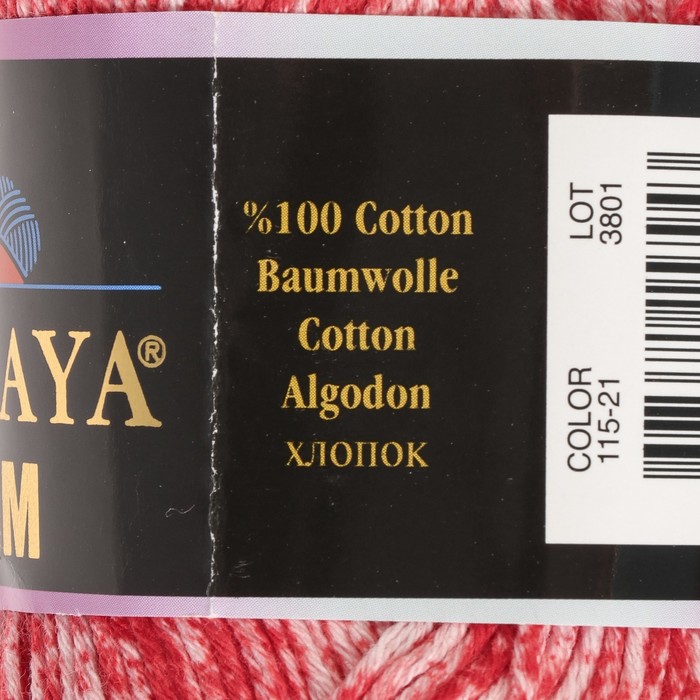 AYA®
M
%100 Cotton
Baumwolle
Cotton
Algodon
хлопок
LOT
3801
COLOR
115-21